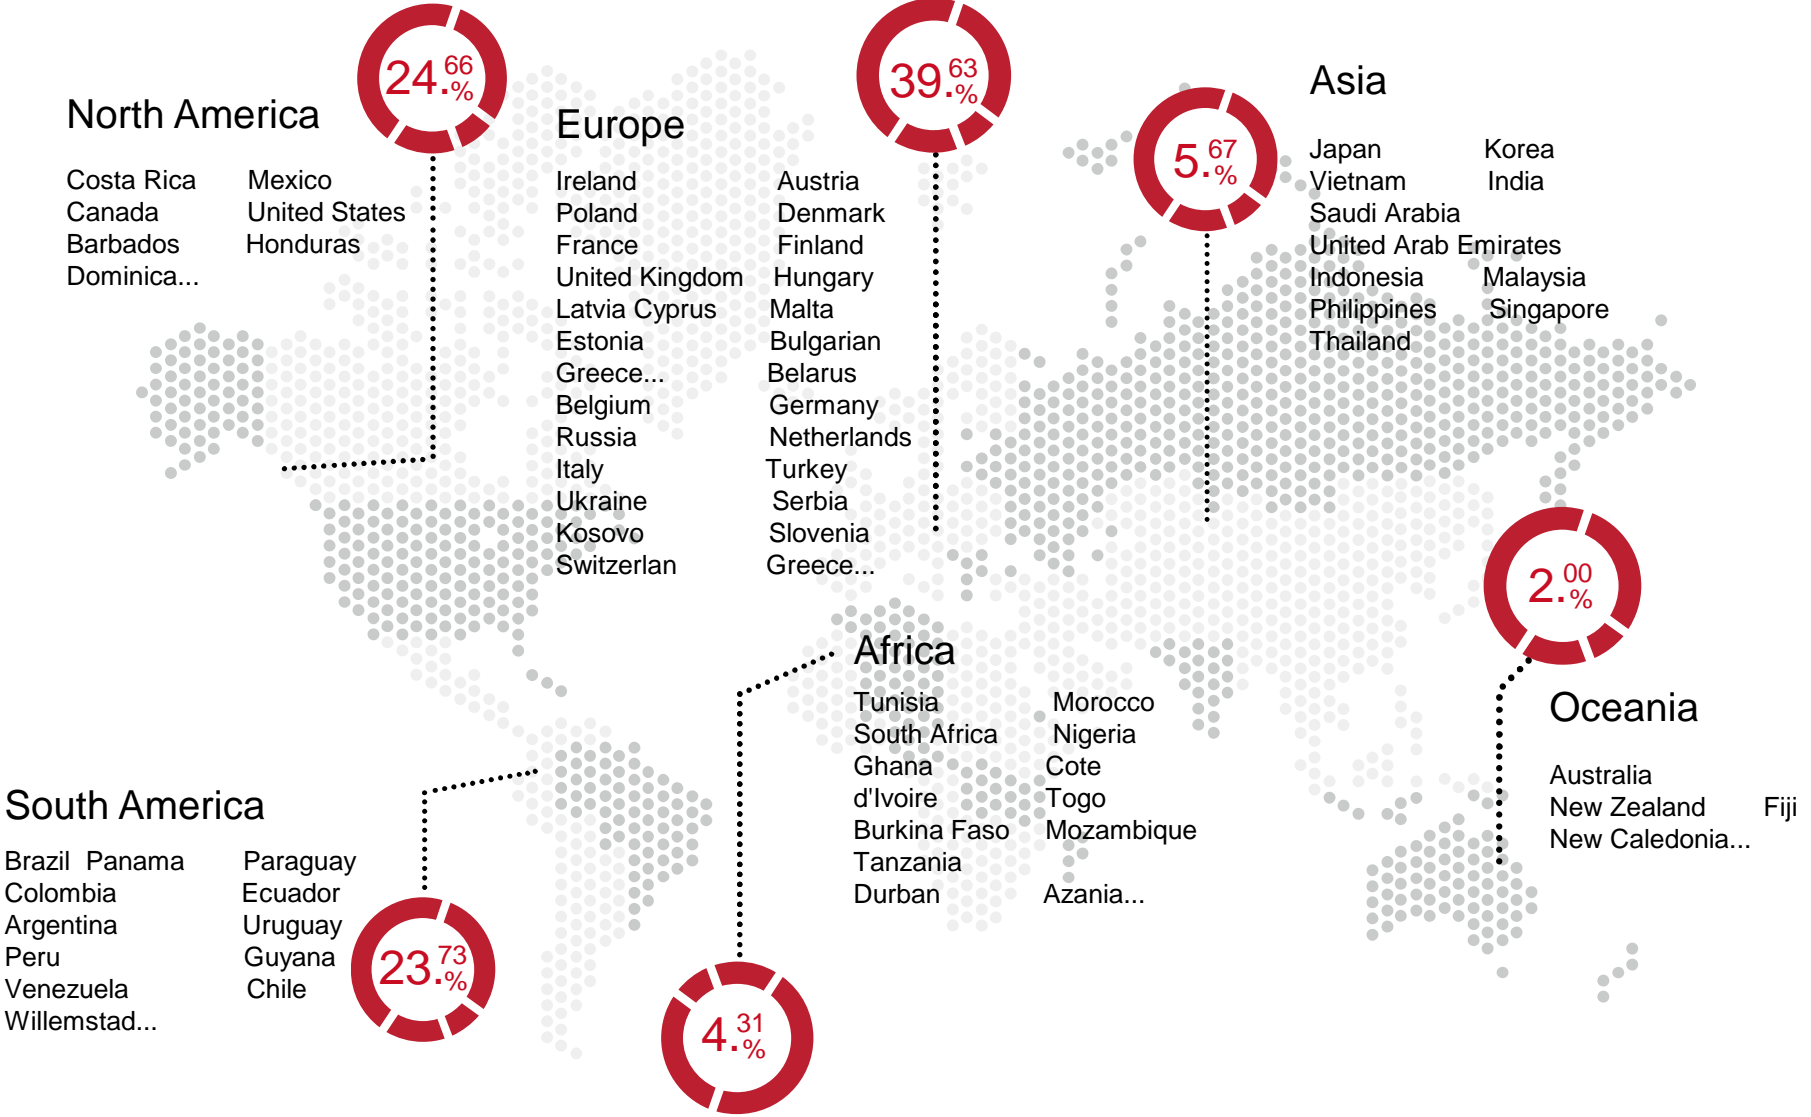 24.66%
North America
Costa Rica Mexico
Canada United States
Barbados Honduras
Dominica...
39.63%
Europe
Ireland Austria
Poland Denmark
France Finland
United Kingdom Hungary
Latvia Cyprus Malta
Estonia Bulgarian
Greece... Belarus
Belgium Germany
Russia Netherlands
Italy Turkey
Ukraine Serbia
Kosovo Slovenia
Switzerlan Greece...
5.67%
Asia
Japan Korea
Vietnam India
Saudi Arabia
United Arab Emirates
Indonesia Malaysia
Philippines Singapore
Thailand
2.00%
Oceania
Australia
New Zealand Fiji
New Caledonia...
Africa
Tunisia Morocco
South Africa Nigeria
Ghana Cote
d'Ivoire Togo
Burkina Faso Mozambique
Tanzania
Durban Azania...
4.31%
South America
Brazil Panama Paraguay
Colombia Ecuador
Argentina Uruguay
Peru Guyana
Venezuela Chile
Willemstad...
23.73%